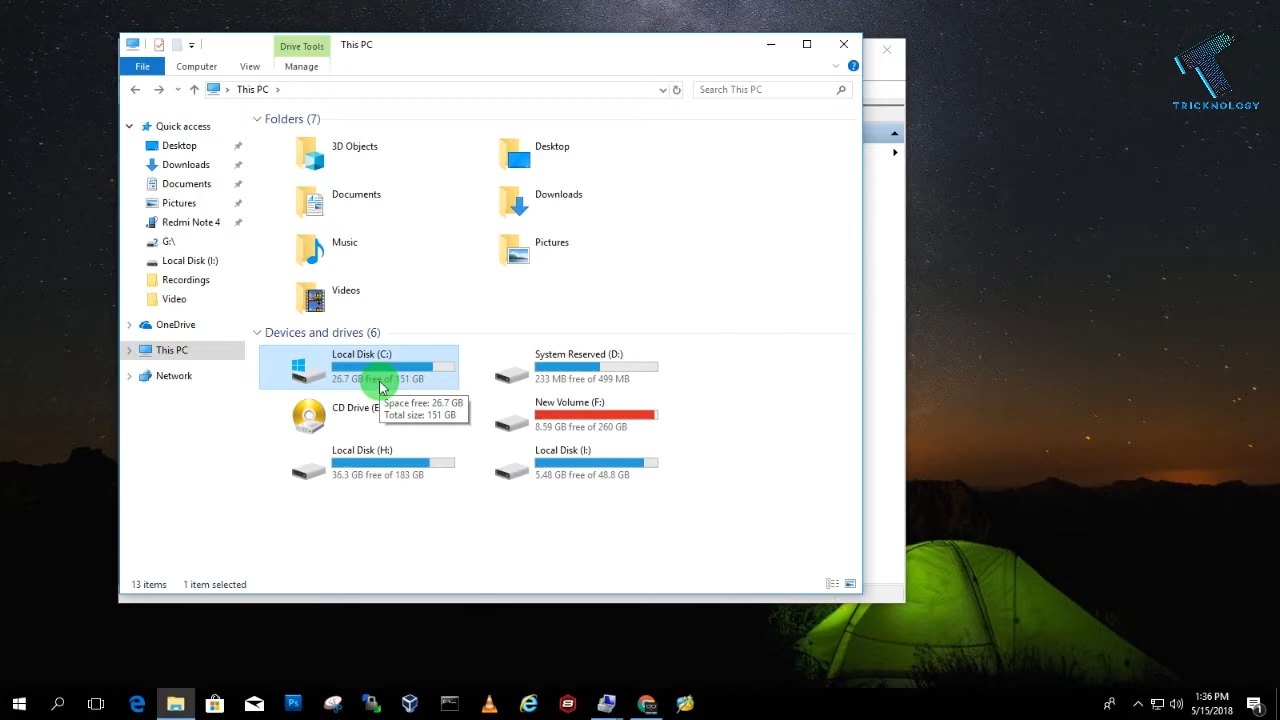 Drive Tools
This PC
File
Computer
View
Manage
This PC
Search This PC
Quick access
Desktop
Downloads
Documents
Pictures
Redmi Note 4
G:\
Local Disk (I:)
Recordings
Video
OneDrive
This PC
Network
Folders (7)
3D Objects
Desktop
Documents
Downloads
Music
Pictures
Videos
Devices and drives (6)
Local Disk (C:)
26.7 GB free of 151 GB
System Reserved (D:)
233 MB free of 499 MB
Space free: 26.7 GB
Total size: 151 GB
CD Drive (E
New Volume (F:)
8.59 GB free of 260 GB
Local Disk (H:)
36.3 GB free of 183 GB
Local Disk (I:)
5.48 GB free of 48.8 GB
13 items
1 item selected
TRICKNOLOGY
Ps
1:36 PM
5/15/2018